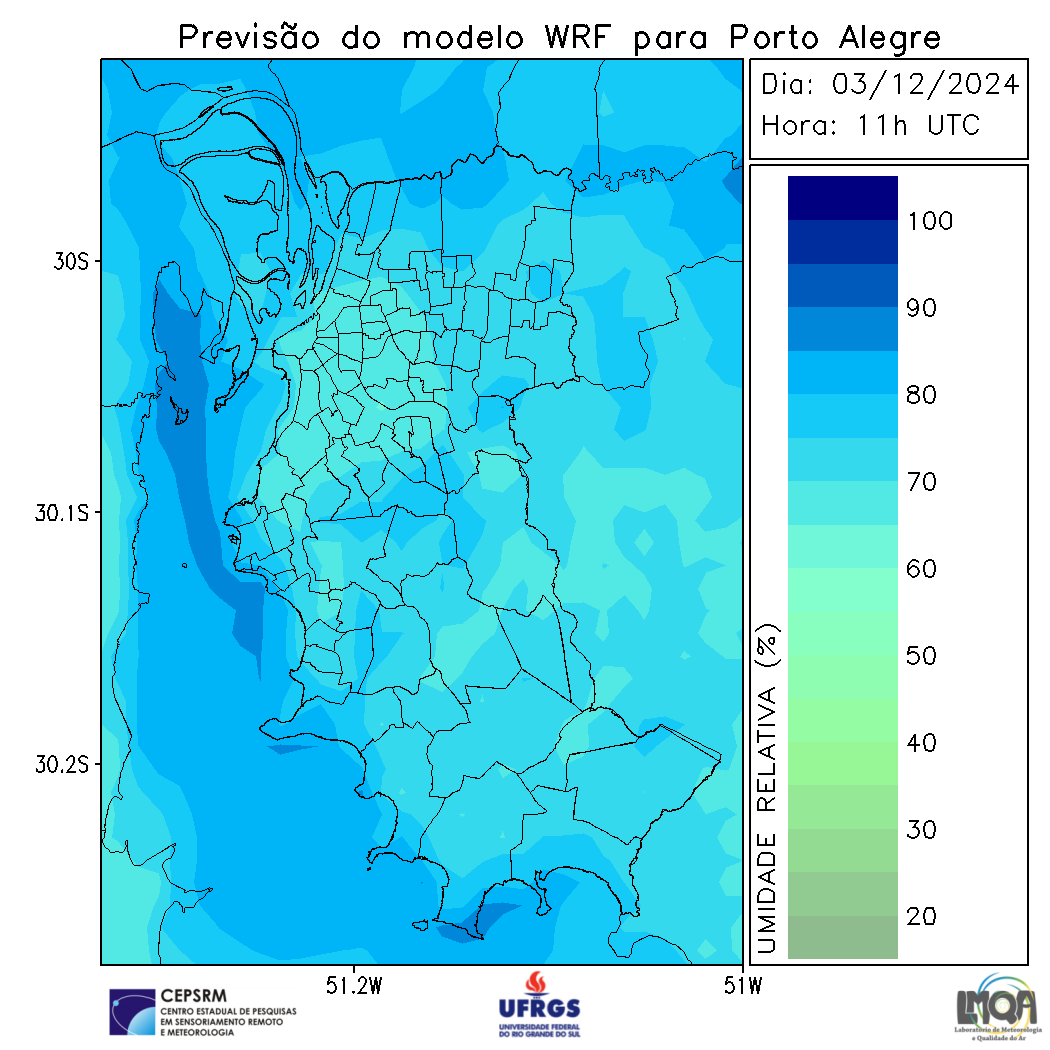 Previsão do modelo WRF para Porto Alegre
Dia: 03/12/2024
Hora: 11h UTC
30S
30.1S
30.2S
51.2W
51W
100
90
80
70
60
50
40
30
20
UMIDADE RELATIVA (%)
CEPSRM
CENTRO ESTADUAL DE PESQUISAS
EM SENSORIAMENTO REMOTO
E METEOROLOGIA
UFRGS
UNIVERSIDADE FEDERAL
DO RIO GRANDE DO SUL
LMQA
Laboratório de Meteorologia
e Qualidade do Ar